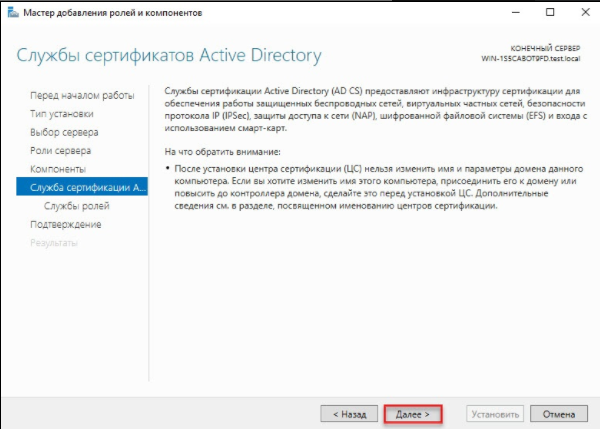 Мастер добавления ролей и компонентов
Службы сертификатов Active Directory
КОНЕЧНЫЙ СЕРВЕР
WIN-1S5CABOT9FD.test.local
Перед началом работы
Тип установки
Выбор сервера
Роли сервера
Компоненты
Служба сертификации A...
Службы ролей
Подтверждение
Результаты
Службы сертификации Active Directory (AD CS) предоставляют инфраструктуру сертификации для
обеспечения работы защищенных беспроводных сетей, виртуальных частных сетей, безопасности
протокола IP (IPSec), защиты доступа к сети (NAP), шифрованной файловой системы (EFS) и входа с
использованием смарт-карт.
На что обратить внимание:
• После установки центра сертификации (ЦС) нельзя изменить имя и параметры домена данного
компьютера. Если вы хотите изменить имя этого компьютера, присоединить его к домену или
повысить до контроллера домена, сделайте это перед установкой ЦС. Дополнительные
сведения см. в разделе, посвященном именованию центров сертификации.
< Назад
Далее >
Установить
Отмена